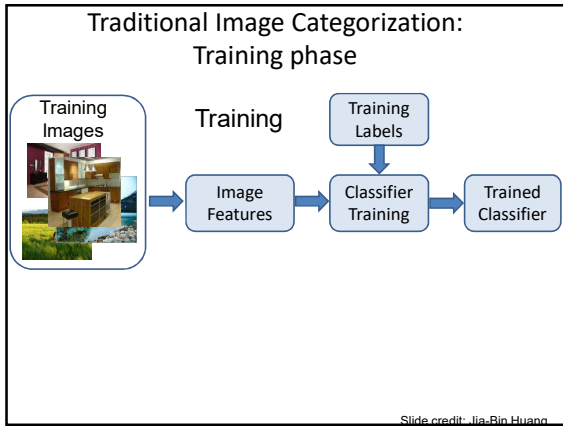 Traditional Image Categorization:
Training phase
Training
Images
Training
Training
Labels
Image
Features
Classifier
Training
Trained
Classifier
Slide credit: Jia-Bin Huang